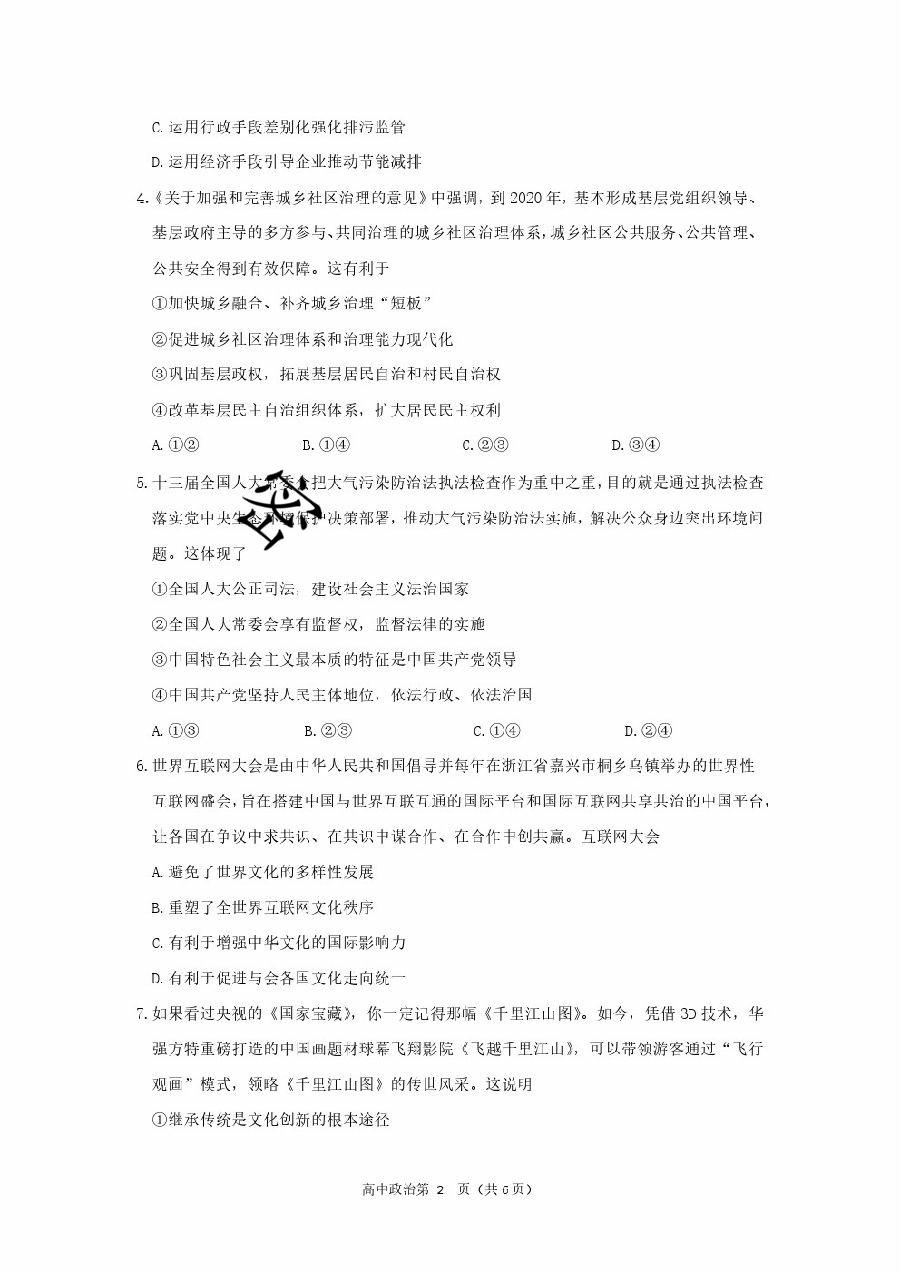 C. 运用行政手段差别化强化排污监管
D. 运用经济手段引导企业推动节能减排
4.《关于加强和完善城乡社区治理的意见》中强调，到 2020 年，基本形成基层党组织领导、
基层政府主导的多方参与、共同治理的城乡社区治理体系，城乡社区公共服务、公共管理、
公共安全得到有效保障。这有利于
①加快城乡融合、补齐城乡治理“短板”
②促进城乡社区治理体系和治理能力现代化
③巩固基层政权，拓展基层居民自治和村民自治权
④改革基层民主自治组织体系，扩大居民民主权利
A. ①② B. ①④ C. ②③ D. ③④
5. 十三届全国人大常委会把大气污染防治法执法检查作为重中之重，目的就是通过执法检查
落实党中央生态环境保护决策部署，推动大气污染防治法实施，解决公众身边突出环境问
题。这体现了
①全国人大公正司法，建设社会主义法治国家
②全国人大常委会享有监督权，监督法律的实施
③中国特色社会主义最本质的特征是中国共产党领导
④中国共产党坚持人民主体地位，依法行政、依法治国
A. ①③ B. ②③ C. ①④ D. ②④
6. 世界互联网大会是由中华人民共和国倡导并每年在浙江省嘉兴市桐乡乌镇举办的世界性
互联网盛会，旨在搭建中国与世界互联互通的国际平台和国际互联网共享共治的中国平台，
让各国在争议中求共识、在共识中谋合作、在合作中创共赢。互联网大会
A. 避免了世界文化的多样性发展
B. 重塑了全世界互联网文化秩序
C. 有利于增强中华文化的国际影响力
D. 有利于促进与会各国文化走向统一
7. 如果看过央视的《国家宝藏》，你一定记得那幅《千里江山图》。如今，凭借 3D 技术，华
强方特重磅打造的中国画题材球幕飞翔影院《飞越千里江山》，可以带领游客通过“飞行
观画”模式，领略《千里江山图》的传世风采。这说明
①继承传统是文化创新的根本途径
高中政治第 2 页（共 6 页）
密